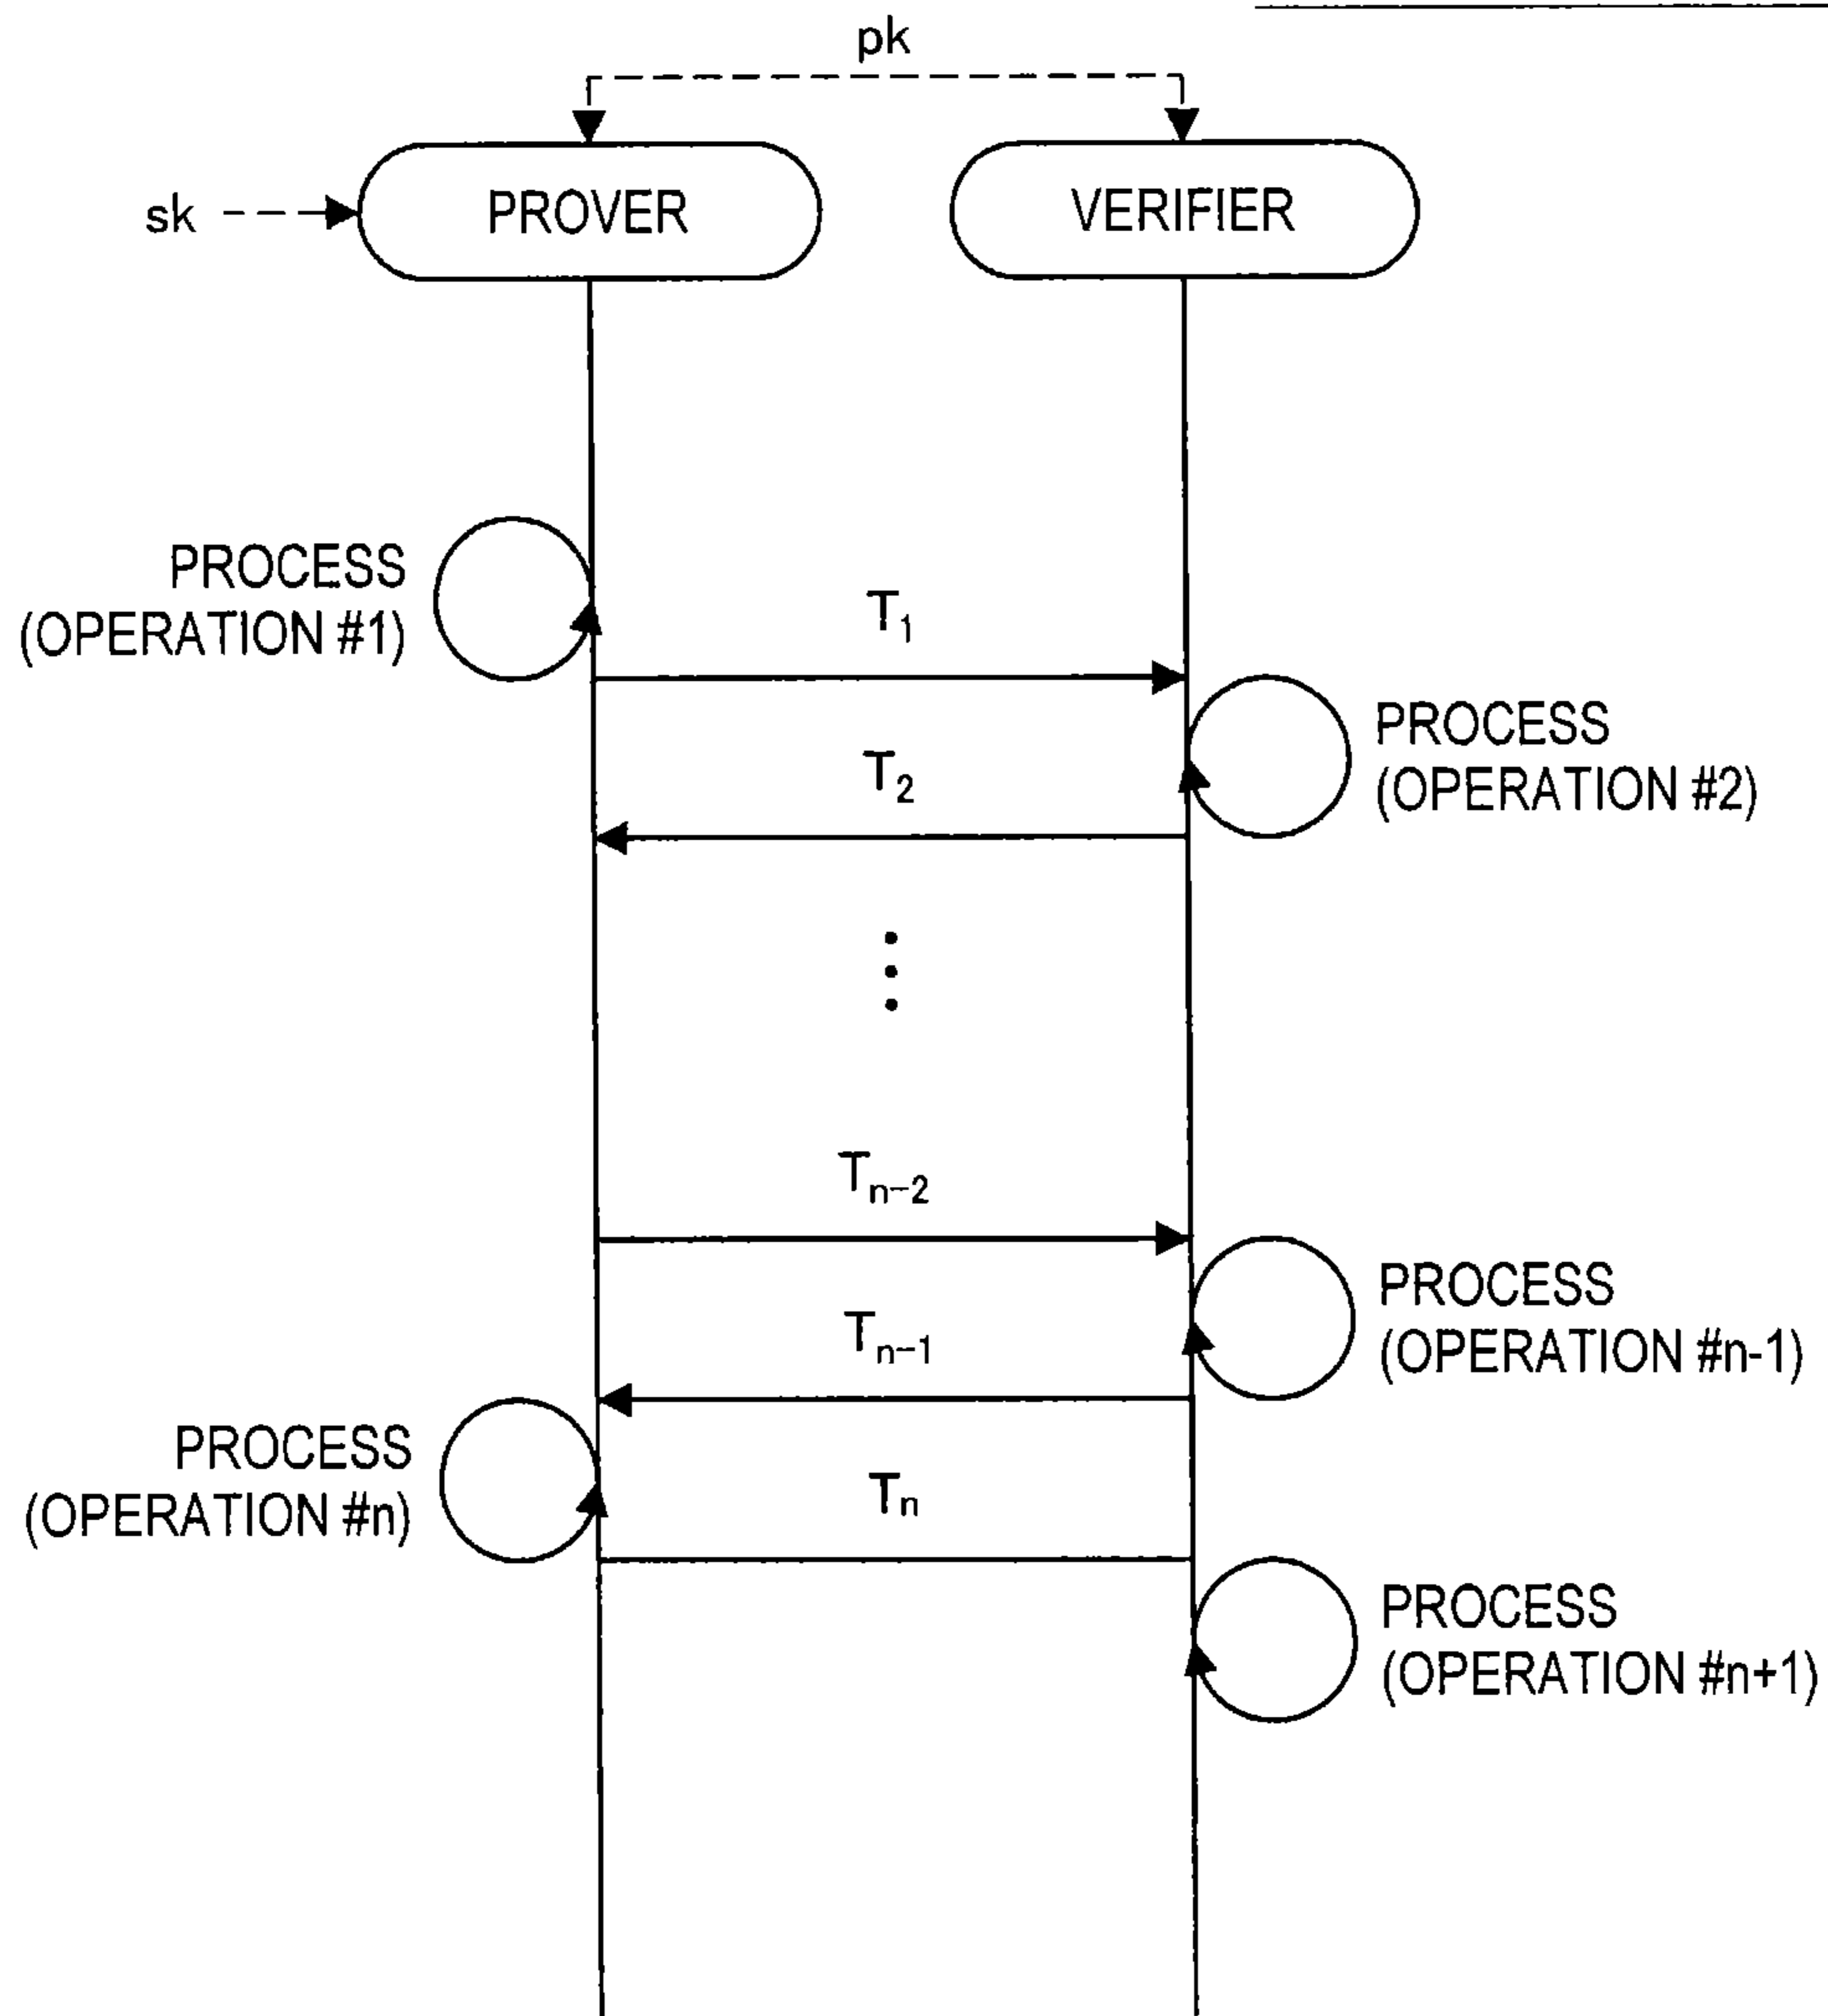 pk
sk
PROVER
VERIFIER
PROCESS
(OPERATION #1)
T₁
PROCESS
(OPERATION #2)
T₂
Tₙ₋₂
PROCESS
(OPERATION #n-1)
Tₙ₋₁
PROCESS
(OPERATION #n)
Tₙ
PROCESS
(OPERATION #n+1)